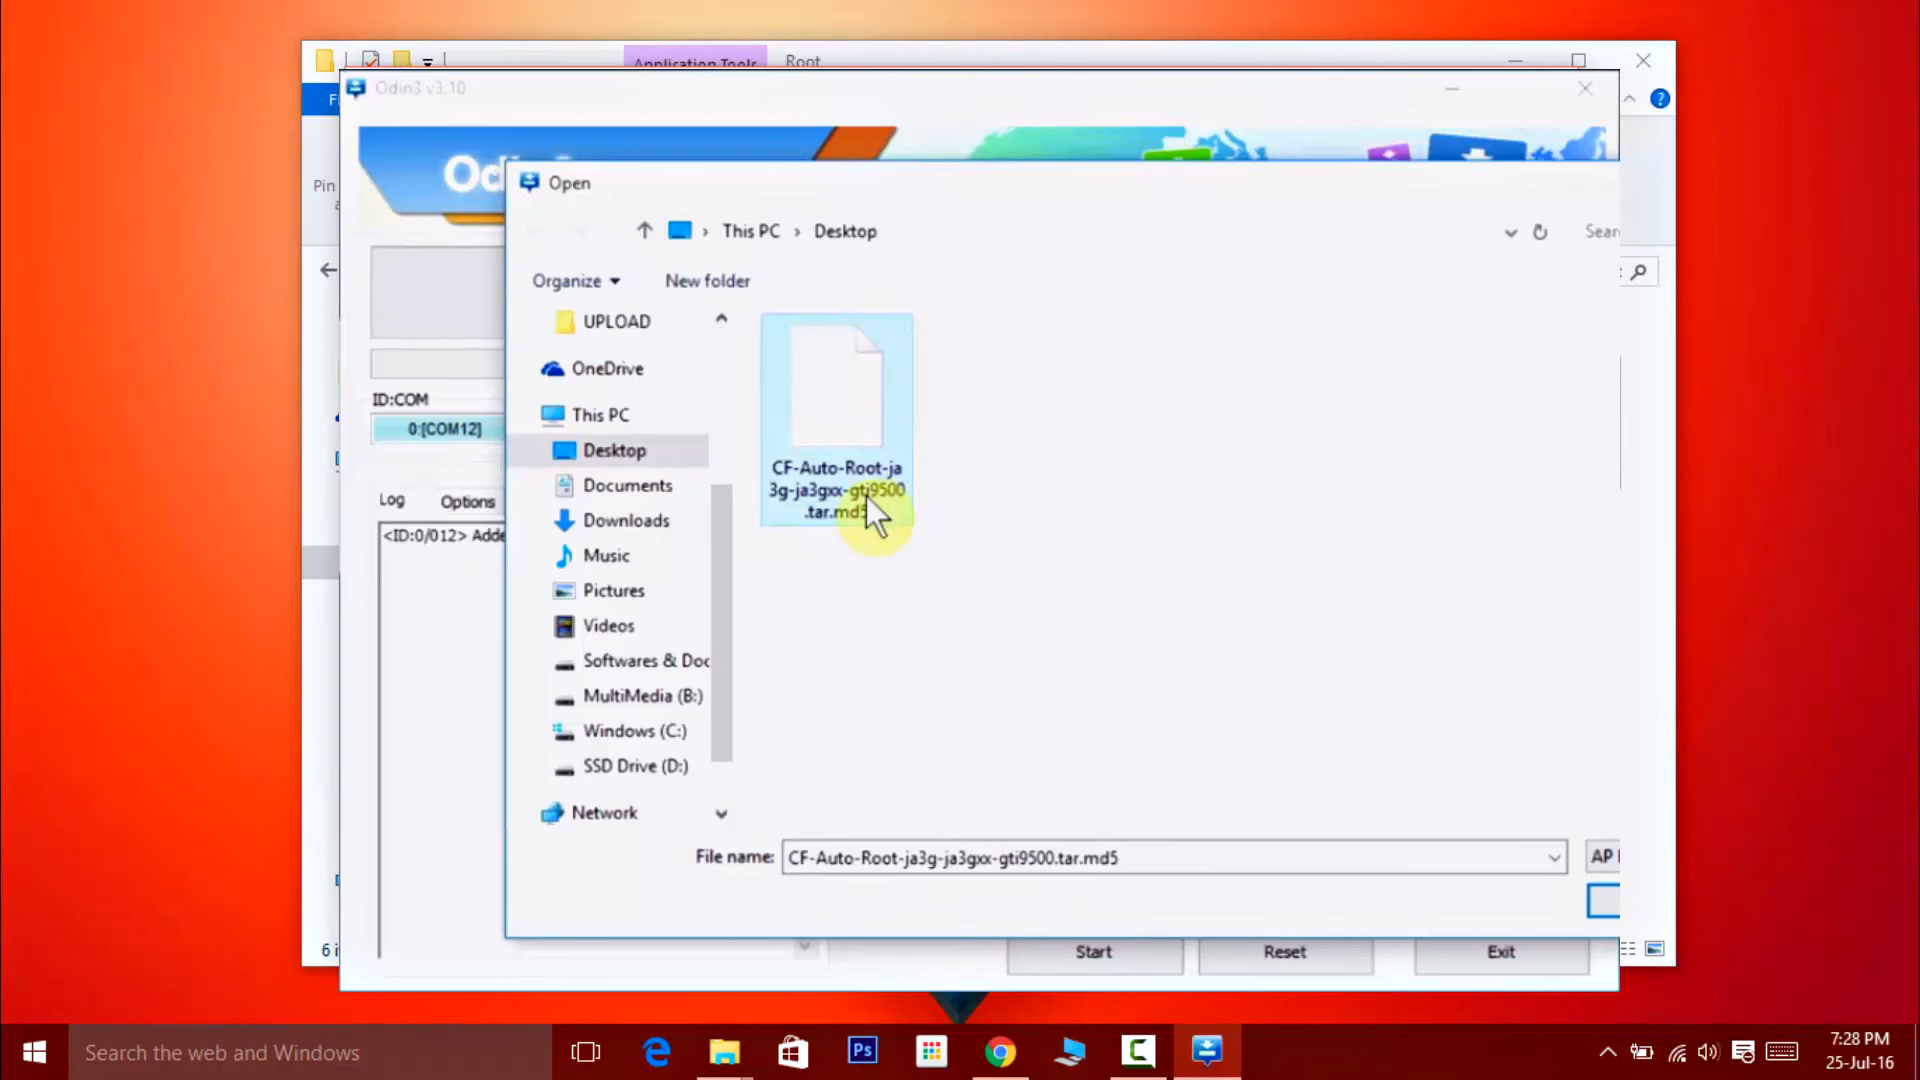 Application Tools
Root
Odin3 v3.10
Open
Pin
This PC › Desktop
Organize
New folder
UPLOAD
OneDrive
This PC
Desktop
Documents
Downloads
Music
Pictures
Videos
Softwares &
MultiMedia (B:)
Windows (C:)
SSD Drive (D:)
Network
CF-Auto-Root-ja
3g-ja3gxx-gti9500
.tar.md5
ID:COM
0:[COM12]
Log
Options
<ID:0/012>
File name:
CF-Auto-Root-ja3g-ja3gxx-gti9500.tar.md5
AP
Start
Reset
Exit
Search the web and Windows
Ps
7:28 PM
25-Jul-16